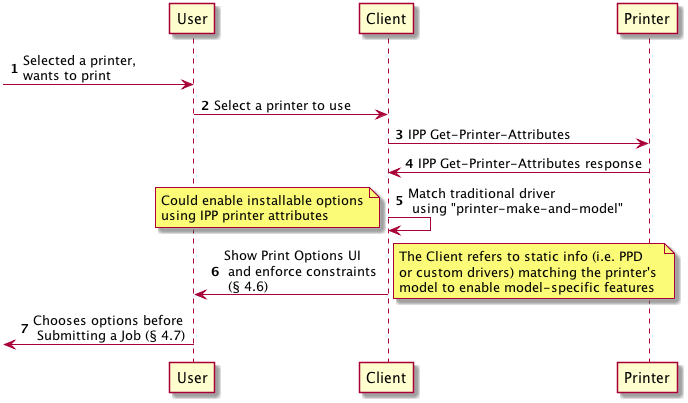 User
Client
Printer
1 Selected a printer,
wants to print
2 Select a printer to use
3 IPP Get-Printer-Attributes
4 IPP Get-Printer-Attributes response
Could enable installable options
using IPP printer attributes
5 Match traditional driver
using "printer-make-and-model"
Show Print Options UI
6 and enforce constraints
(§ 4.6)
The Client refers to static info (i.e. PPD
or custom drivers) matching the printer's
model to enable model-specific features
7 Chooses options before
Submitting a Job (§ 4.7)
User
Client
Printer